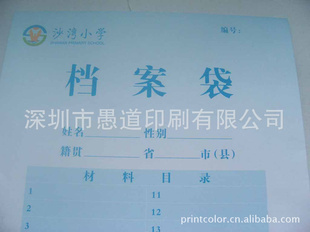 沙湾小学
编号：
档案袋
深圳市愚道印刷有限公司
姓名 性别
籍贯 省 市（县）
材料目录
1 11
2 12
3 13
printcolor.cn.alibaba.com